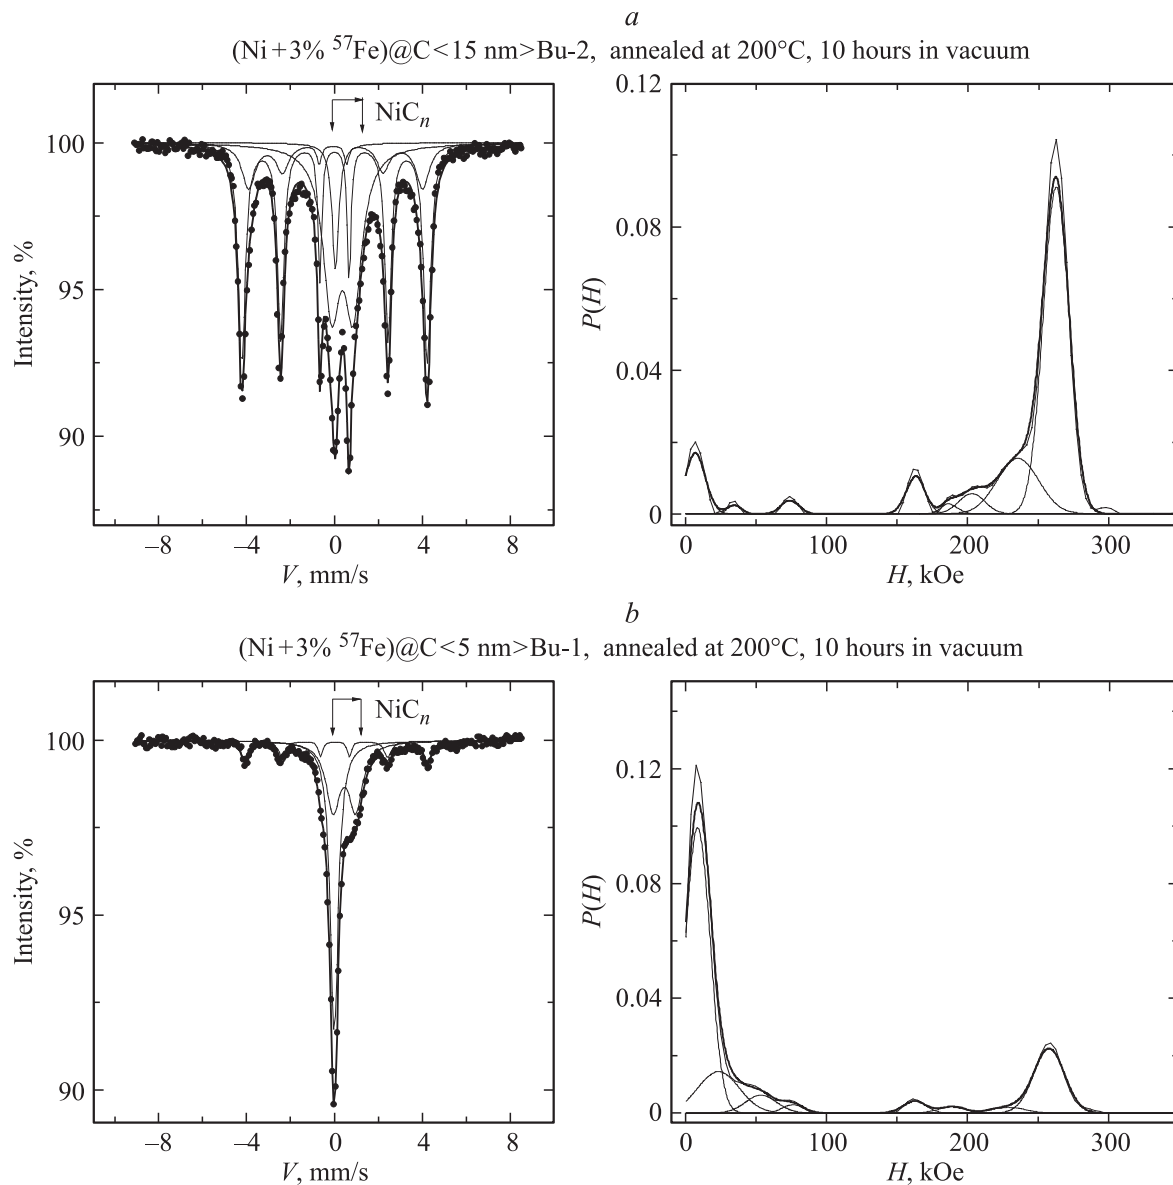 a
(Ni+3% ⁵⁷Fe)@C<15 nm>Bu-2, annealed at 200°C, 10 hours in vacuum
NiCₙ
100
95
90
Intensity, %
–8
–4
0
4
8
V, mm/s
0.12
0.08
0.04
0
P(H)
0
100
200
300
H, kOe
b
(Ni+3% ⁵⁷Fe)@C<5 nm>Bu-1, annealed at 200°C, 10 hours in vacuum
NiCₙ
100
95
90
Intensity, %
–8
–4
0
4
8
V, mm/s
0.12
0.08
0.04
0
P(H)
0
100
200
300
H, kOe